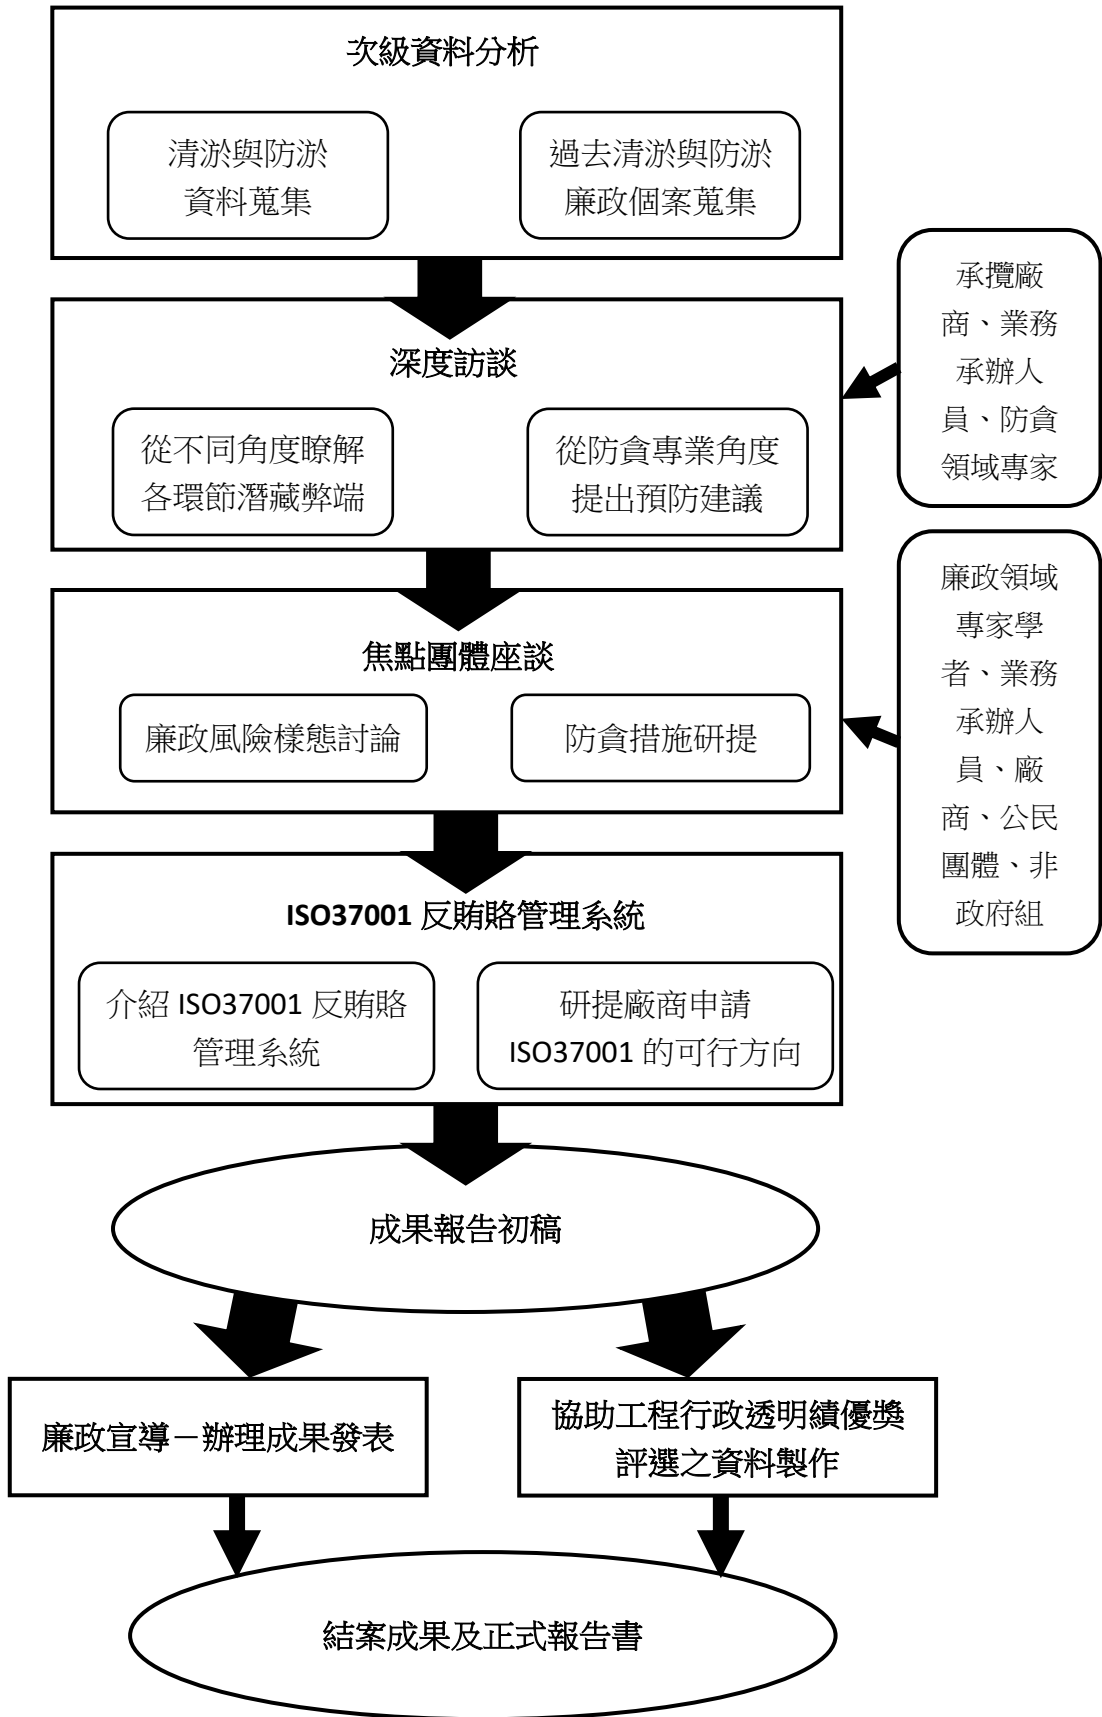 次級資料分析
清淤與防淤
資料蒐集
過去清淤與防淤
廉政個案蒐集
深度訪談
從不同角度瞭解
各環節潛藏弊端
從防貪專業角度
提出預防建議
承攬廠
商、業務
承辦人
員、防貪
領域專家
焦點團體座談
廉政風險樣態討論
防貪措施研提
廉政領域
專家學
者、業務
承辦人
員、廠
商、公民
團體、非
政府組
ISO37001 反賄賂管理系統
介紹 ISO37001 反賄賂
管理系統
研提廠商申請
ISO37001 的可行方向
成果報告初稿
廉政宣導－辦理成果發表
協助工程行政透明績優獎
評選之資料製作
結案成果及正式報告書